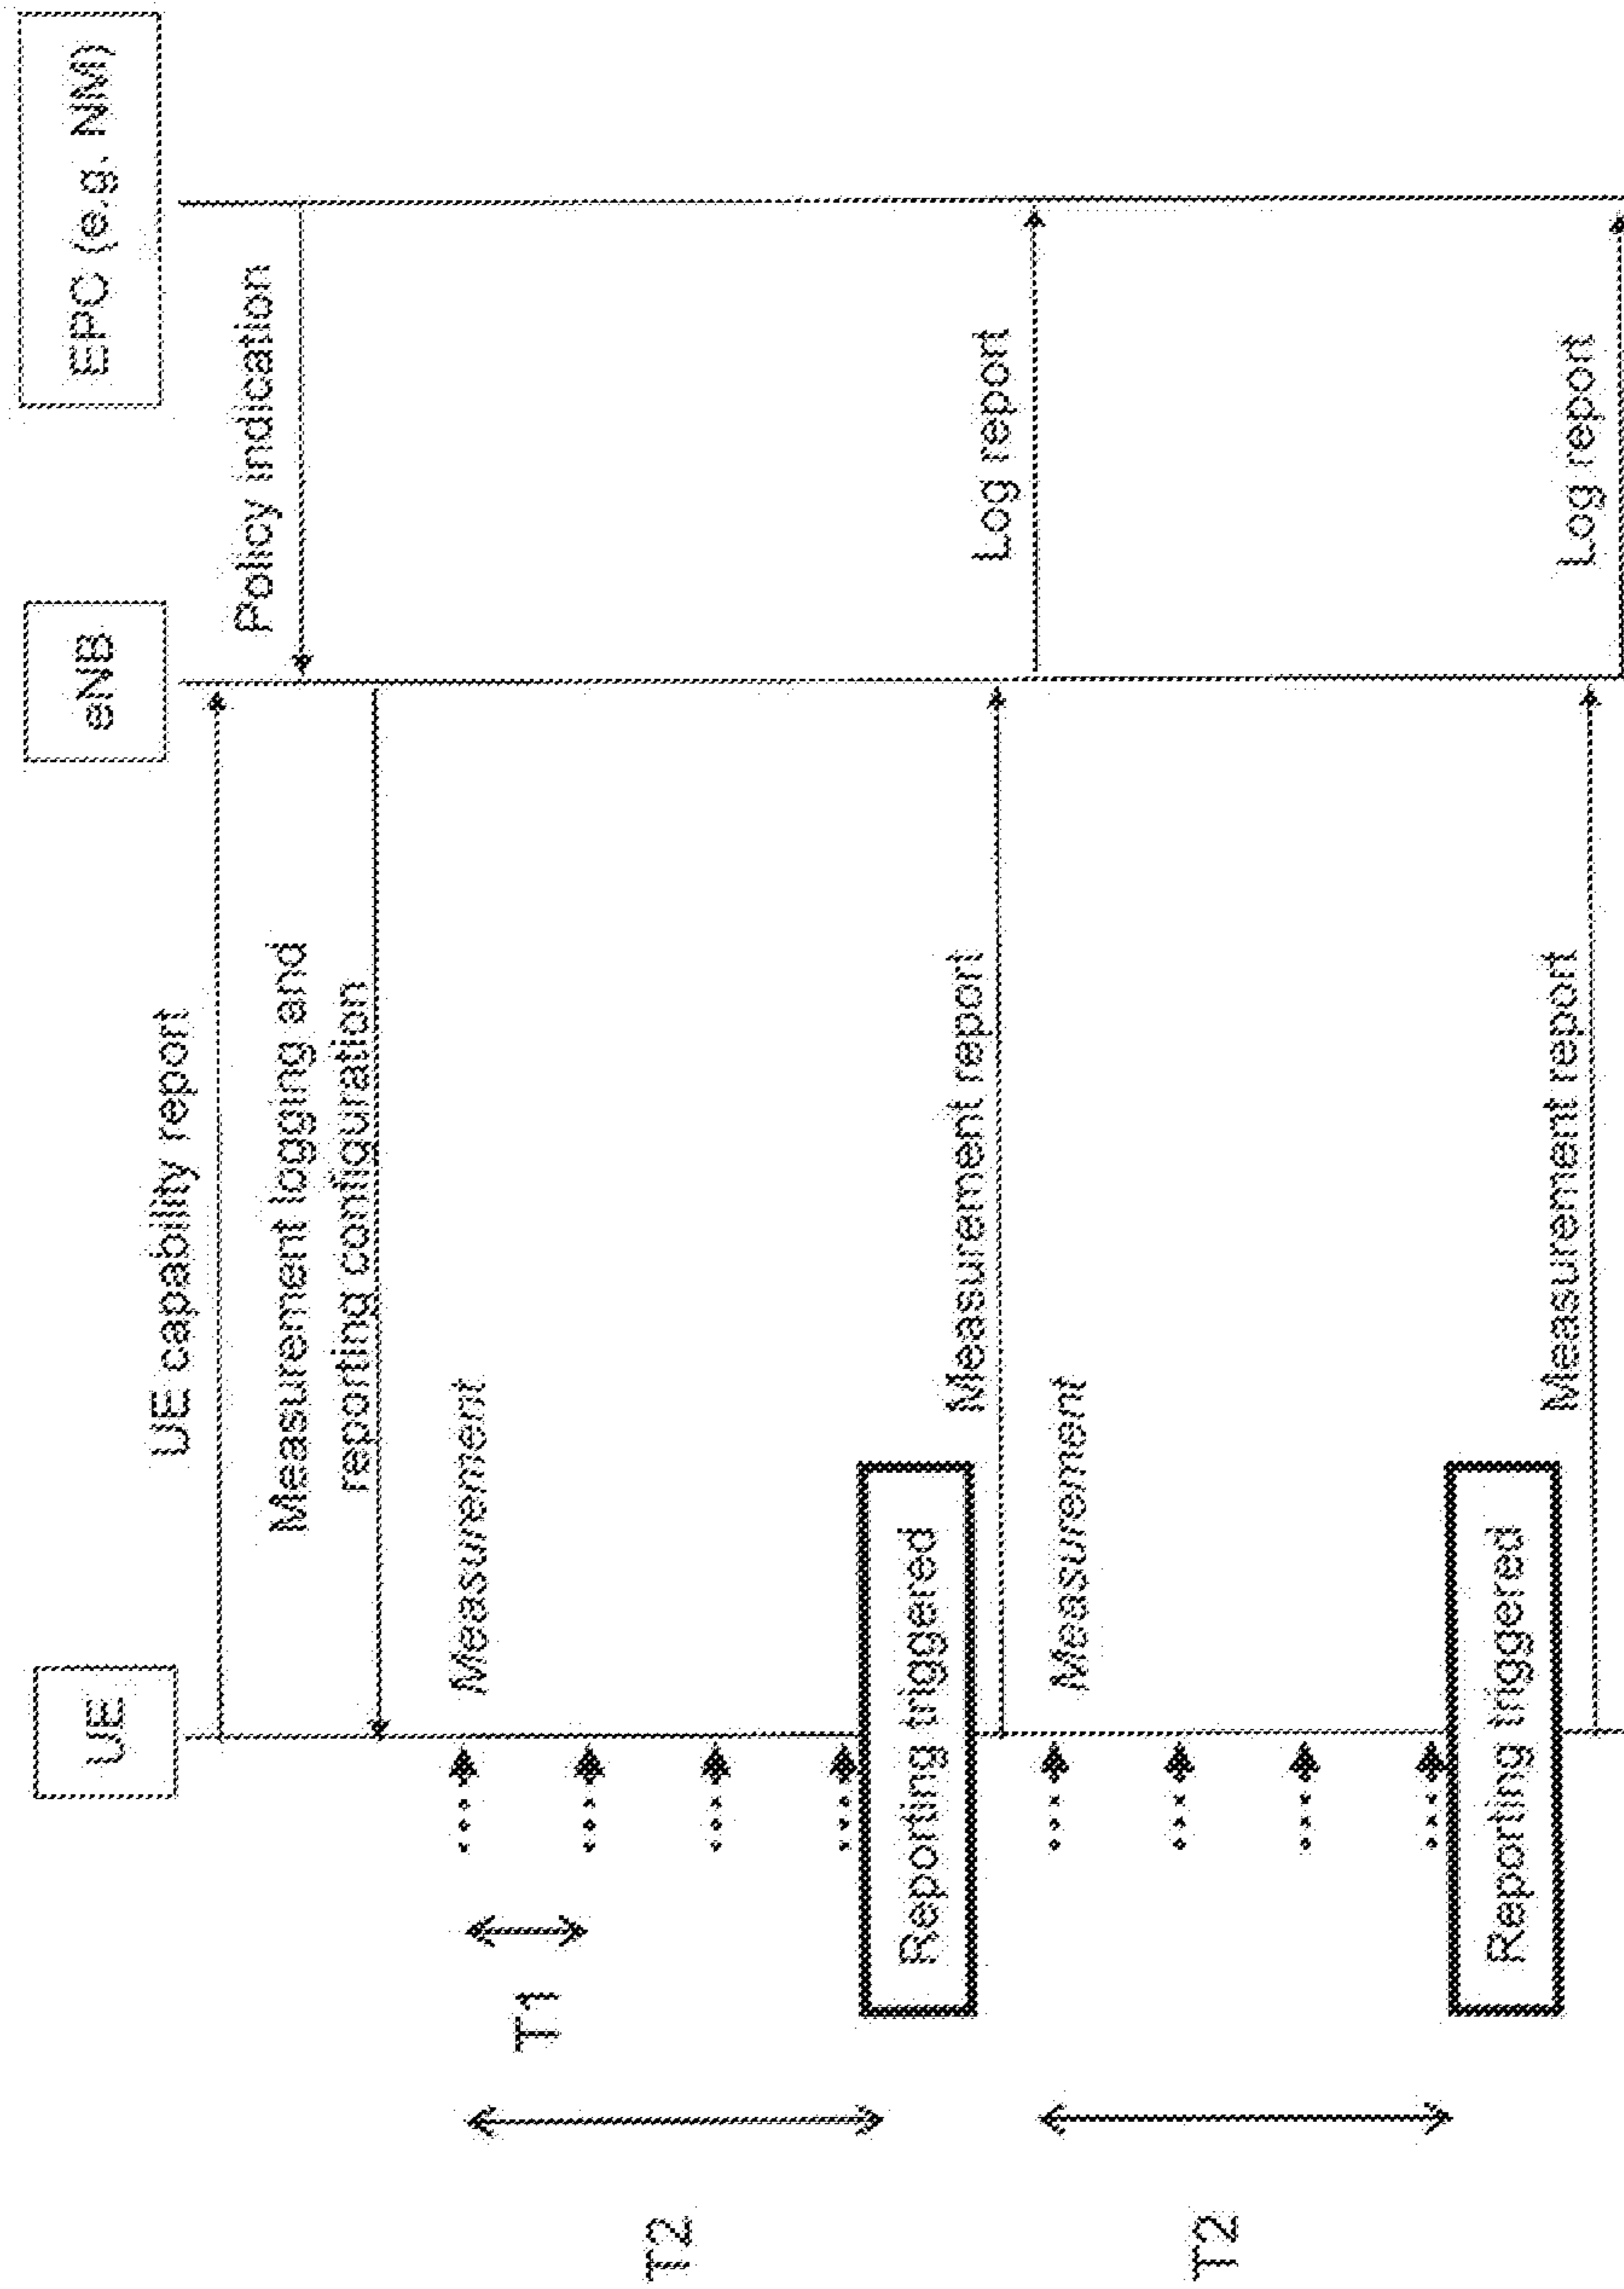 UE
eNB
EPC (e.g. NM)
UE capability report
Policy indication
Measurement logging and
reporting configuration
Measurement
T1
T2
Reporting triggered
Measurement report
Log report
Measurement
T2
Reporting triggered
Measurement report
Log report